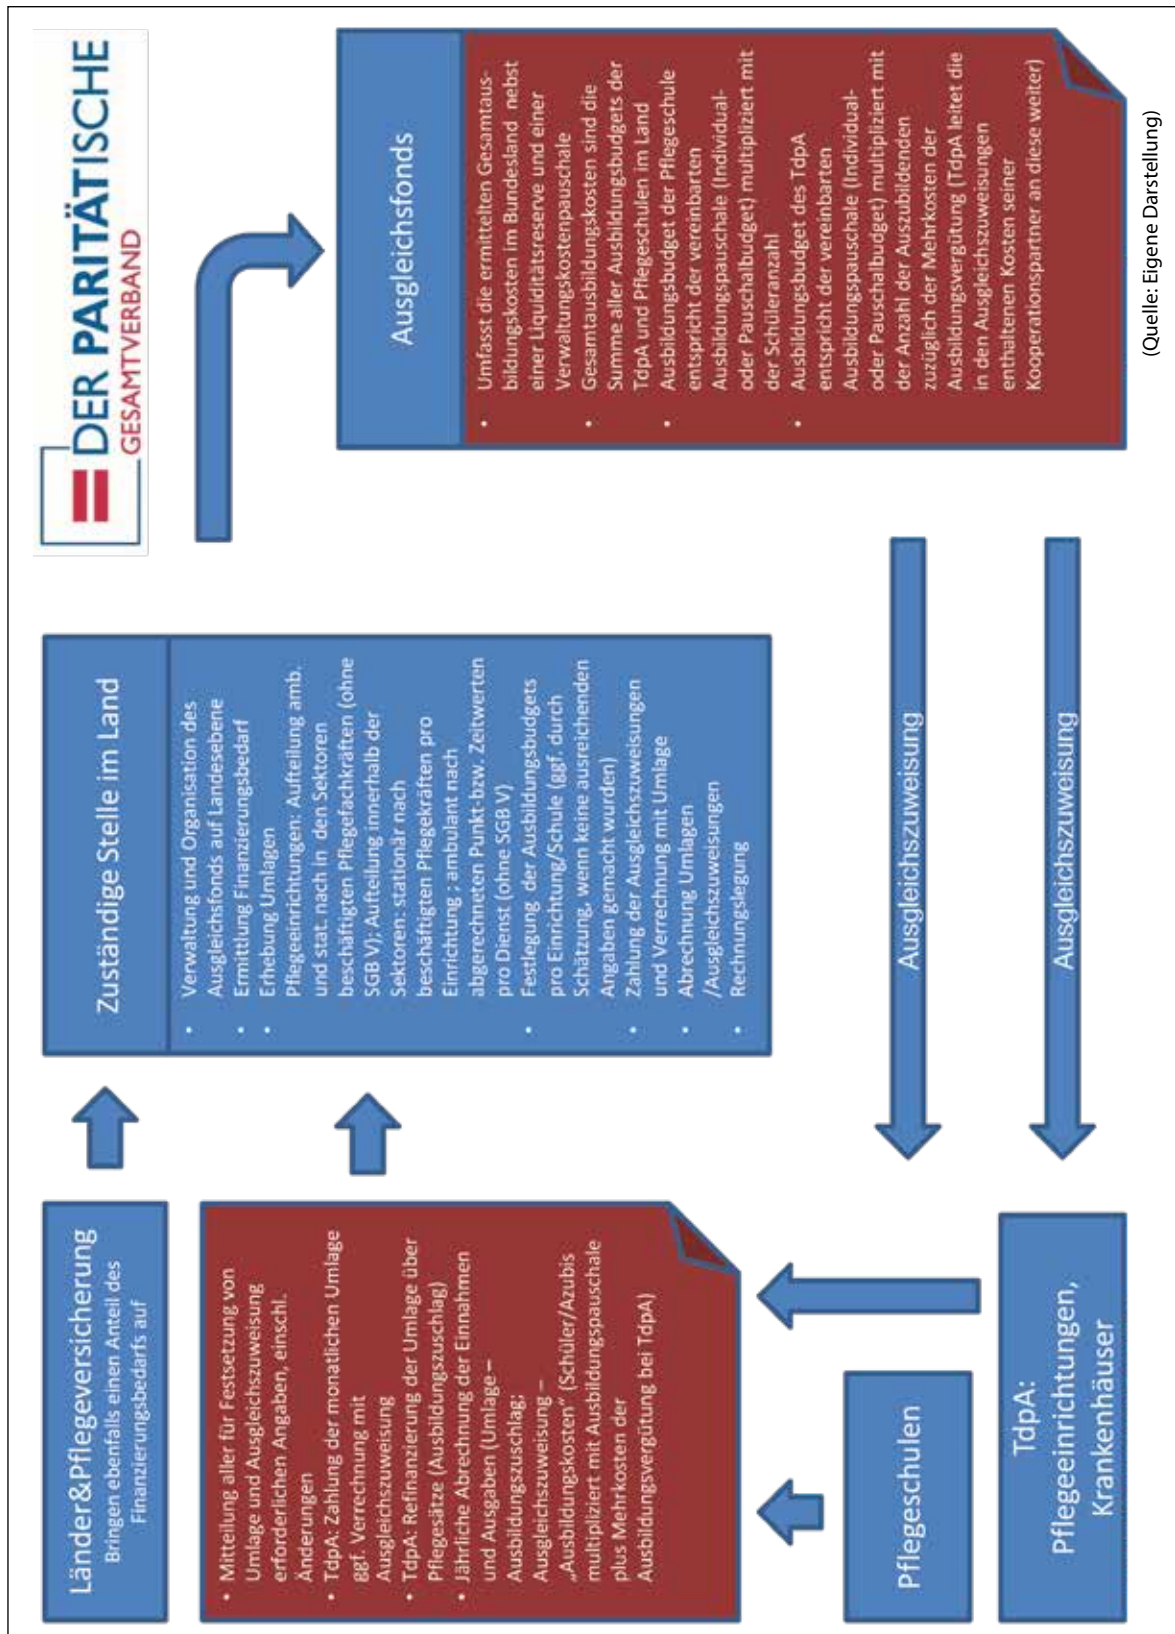 DER PARITÄTISCHE
GESAMTVERBAND
Länder&Pflegeversicherung
Bringen ebenfalls einen Anteil des
Finanzierungsbedarfs auf
• Mitteilung aller für Festsetzung von
Umlage und Ausgleichszuweisung
erforderlichen Angaben, einschl.
Änderungen
• TdpA: Zahlung der monatlichen Umlage
ggf. Verrechnung mit
Ausgleichszuweisung
• TdpA: Refinanzierung der Umlage über
Pflegesätze (Ausbildungszuschlag)
• Jährliche Abrechnung der Einnahmen
und Ausgaben (Umlage –
Ausbildungszuschlag;
Ausgleichszuweisung –
„Ausbildungskosten“ (Schüler/Azubis
multipliziert mit Ausbildungspauschale
plus Mehrkosten der
Ausbildungsvergütung bei TdpA)
Pflegeschulen
TdpA:
Pflegeeinrichtungen,
Krankenhäuser
Zuständige Stelle im Land
• Verwaltung und Organisation des
Ausgleichsfonds auf Landesebene
• Ermittlung Finanzierungsbedarf
• Erhebung Umlagen
Pflegeeinrichtungen: Aufteilung amb.
und stat. nach in den Sektoren
beschäftigten Pflegefachkräften (ohne
SGB V); Aufteilung innerhalb der
Sektoren: stationär nach
beschäftigten Pflegekräften pro
Einrichtung ; ambulant nach
abgerechneten Punkt-bzw. Zeitwerten
pro Dienst (ohne SGB V)
• Festlegung der Ausbildungsbudgets
pro Einrichtung/Schule (ggf. durch
Schätzung, wenn keine ausreichenden
Angaben gemacht wurden)
• Zahlung der Ausgleichszuweisungen
und Verrechnung mit Umlage
• Abrechnung Umlagen
/Ausgleichszuweisungen
• Rechnungslegung
Ausgleichszuweisung
Ausgleichszuweisung
Ausgleichsfonds
• Umfasst die ermittelten Gesamtaus-
bildungskosten im Bundesland nebst
einer Liquiditätsreserve und einer
Verwaltungskostenpauschale
• Gesamtausbildungskosten sind die
Summe aller Ausbildungsbudgets der
TdpA und Pflegeschulen im Land
• Ausbildungsbudget der Pflegeschule
entspricht der vereinbarten
Ausbildungspauschale (Individual-
oder Pauschalbudget) multipliziert mit
der Schüleranzahl
• Ausbildungsbudget des TdpA
entspricht der vereinbarten
Ausbildungspauschale (Individual-
oder Pauschalbudget) multipliziert mit
der Anzahl der Auszubildenden
zuzüglich der Mehrkosten der
Ausbildungsvergütung (TdpA leitet die
in den Ausgleichszuweisungen
enthaltenen Kosten seiner
Kooperationspartner an diese weiter)
(Quelle: Eigene Darstellung)